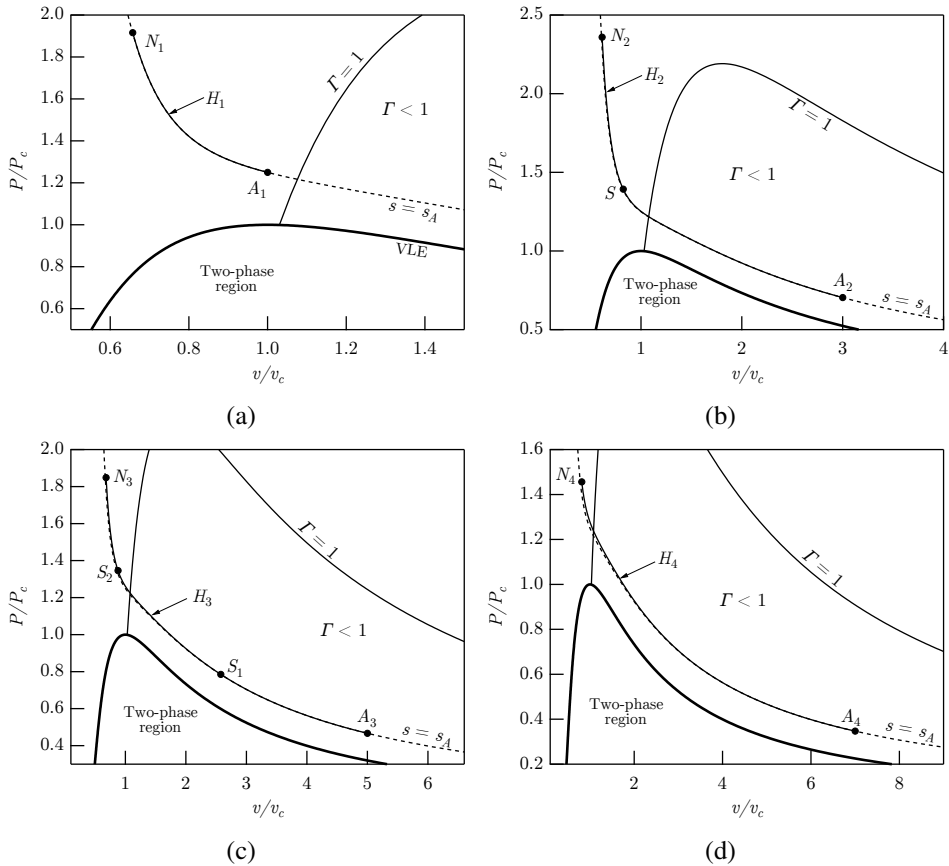 2.0
1.8
1.6
1.4
1.2
1.0
0.8
0.6
P/P_c
0.6 0.8 1.0 1.2 1.4
v/v_c
N_1
H_1
A_1
Γ = 1
Γ < 1
s = s_A
VLE
Two-phase
region
(a)
2.5
2.0
1.5
1.0
0.5
P/P_c
1 2 3 4
v/v_c
N_2
H_2
S
Γ = 1
Γ < 1
A_2
s = s_A
Two-phase
region
(b)
2.0
1.8
1.6
1.4
1.2
1.0
0.8
0.6
0.4
P/P_c
1 2 3 4 5 6
v/v_c
N_3
S_2
H_3
S_1
Γ = 1
Γ < 1
A_3
s = s_A
Two-phase
region
(c)
1.6
1.4
1.2
1.0
0.8
0.6
0.4
0.2
P/P_c
2 4 6 8
v/v_c
N_4
H_4
Γ = 1
Γ < 1
A_4
s = s_A
Two-phase
region
(d)